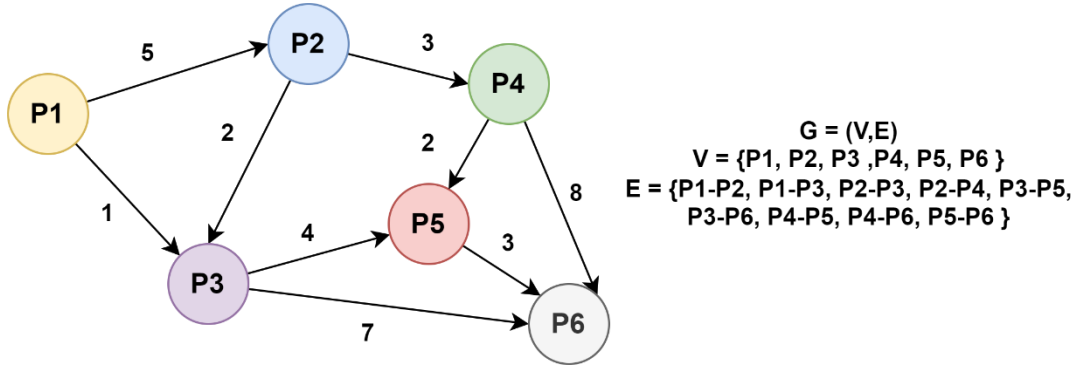 P1
5
P2
3
P4
2
2
8
1
P3
4
P5
3
7
P6
G = (V,E)
V = {P1, P2, P3 ,P4, P5, P6 }
E = {P1-P2, P1-P3, P2-P3, P2-P4, P3-P5,
P3-P6, P4-P5, P4-P6, P5-P6 }